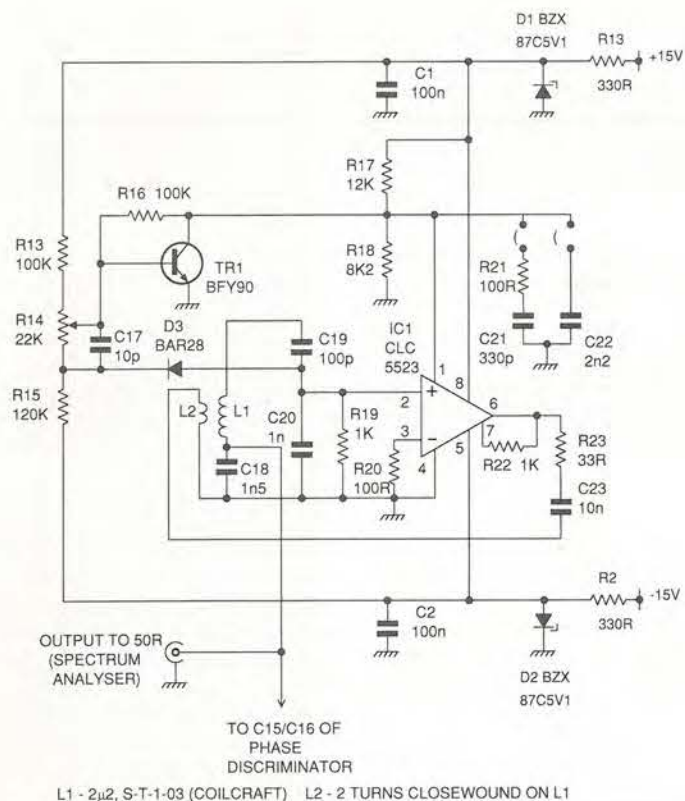 D1 BZX
87C5V1
R13
+15V
330R
C1
100n
R17
12K
R16 100K
R13
100K
TR1
BFY90
R18
8K2
R21
100R
R14
22K
D3
BAR28
C17
10p
C19
100p
IC1
CLC
5523
C21
330p
C22
2n2
1
8
R15
120K
L2
L1
C20
1n
R19
1K
2
+
6
7
3
-
5
4
R23
33R
C18
1n5
R20
100R
R22 1K
C23
10n
R2
-15V
330R
C2
100n
OUTPUT TO 50R
(SPECTRUM
ANALYSER)
D2 BZX
87C5V1
TO C15/C16 OF
PHASE
DISCRIMINATOR
L1 - 2µ2, S-T-1-03 (COILCRAFT) L2 - 2 TURNS CLOSEWOUND ON L1